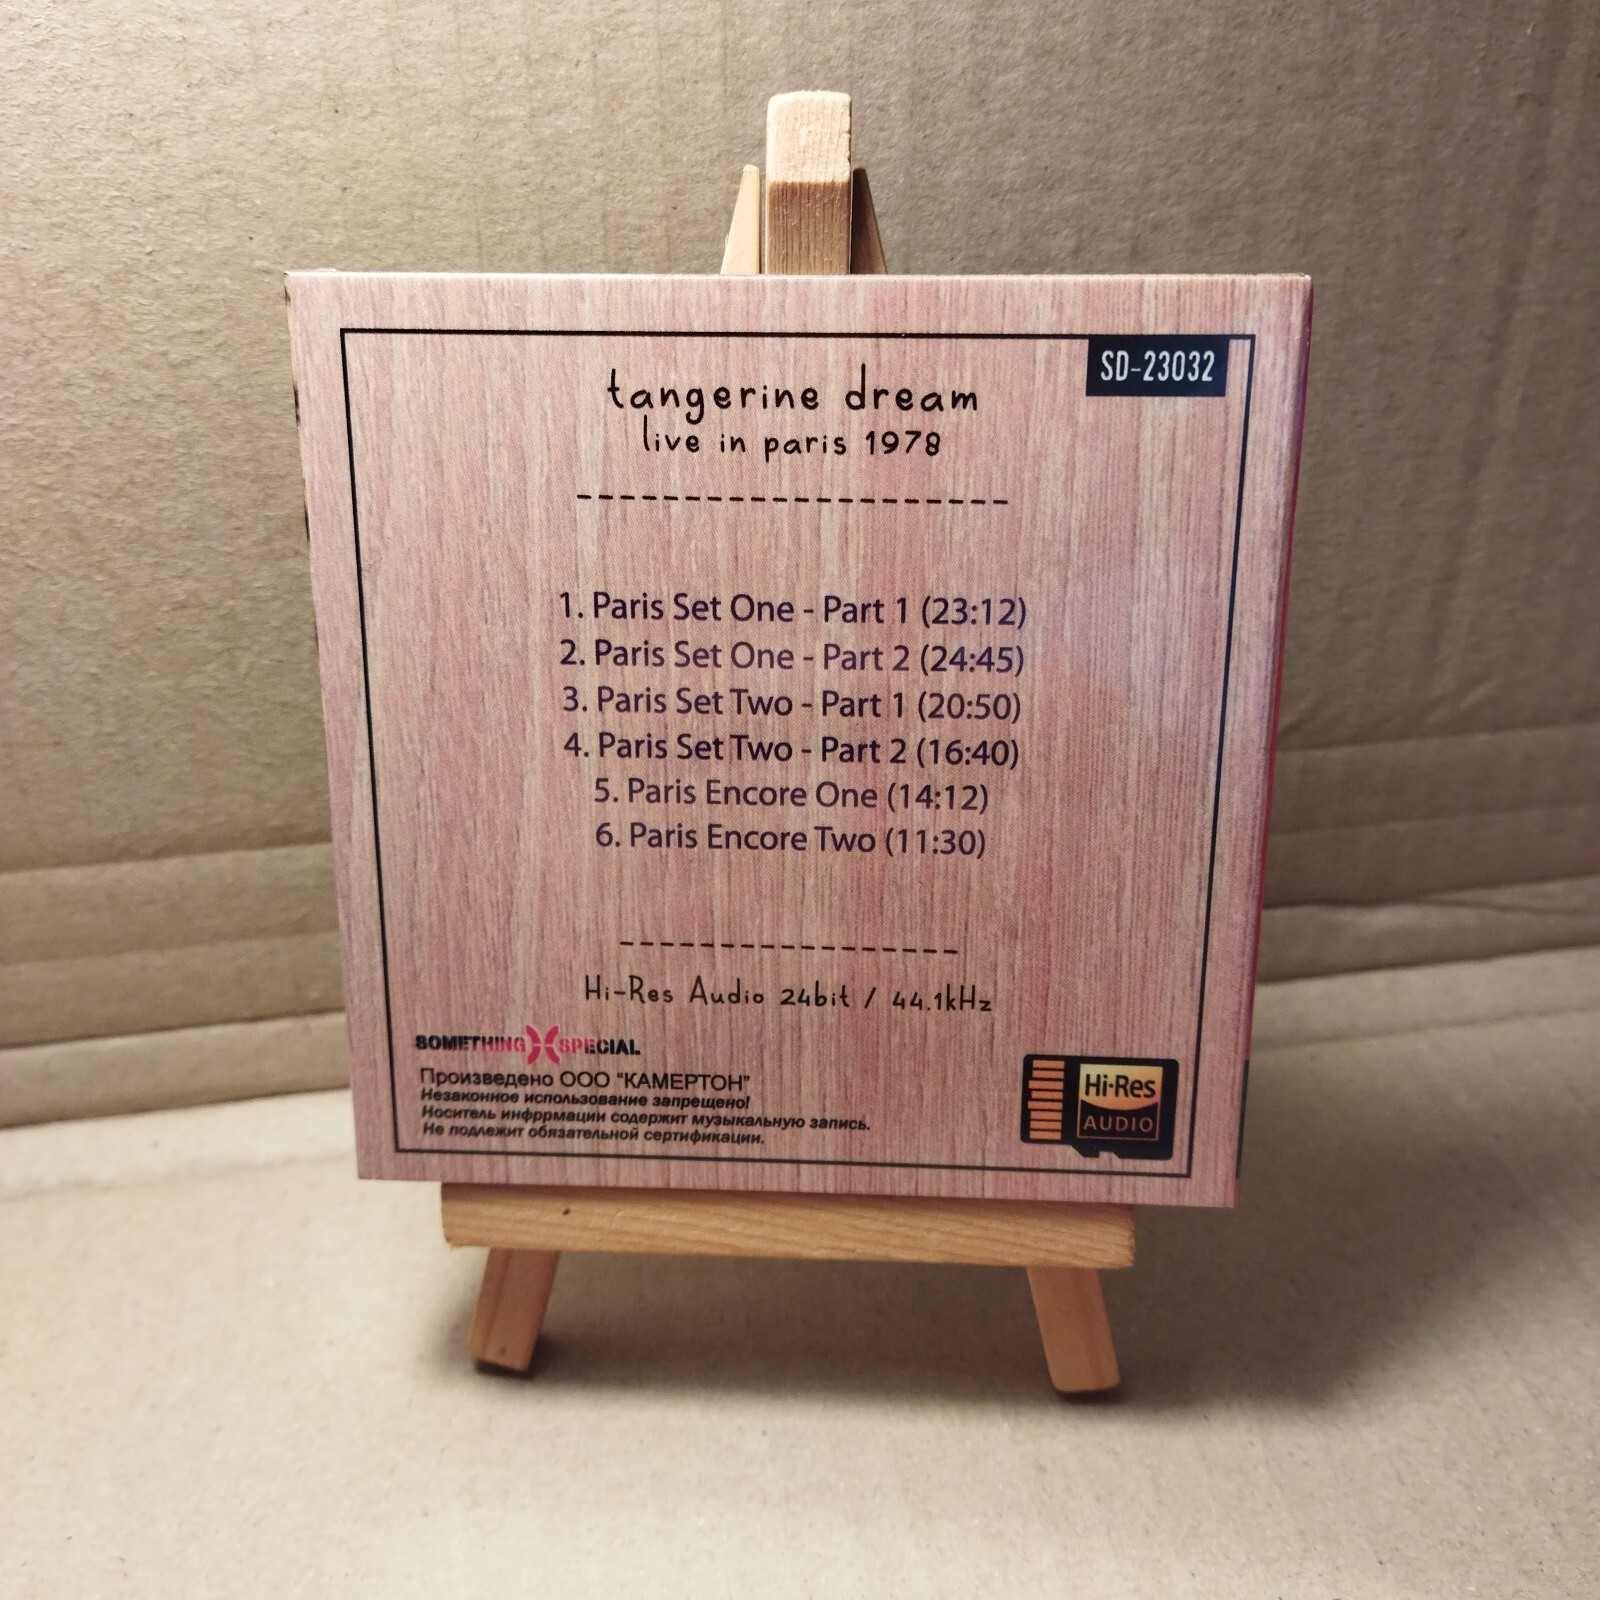 SD-23032
tangerine dream
live in paris 1978
--------------------
1. Paris Set One - Part 1 (23:12)
2. Paris Set One - Part 2 (24:45)
3. Paris Set Two - Part 1 (20:50)
4. Paris Set Two - Part 2 (16:40)
5. Paris Encore One (14:12)
6. Paris Encore Two (11:30)
-----------------
Hi-Res Audio 24bit / 44.1kHz
SOMETHING SPECIAL
Произведено ООО "КАМЕРТОН"
Незаконное использование запрещено!
Носитель инфррмации содержит музыкальную запись.
Не подлежит обязательной сертификации.
Hi-Res
AUDIO